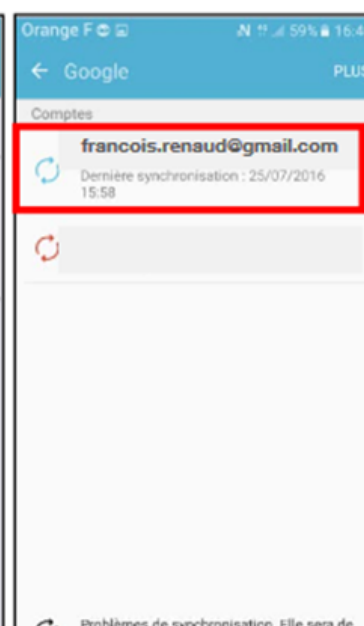 Orange F 59% 16:4
Google PLUS
Comptes
francois.renaud@gmail.com
Dernière synchronisation : 25/07/2016
15:58
Problèmes de synchronisation. Elle sera de